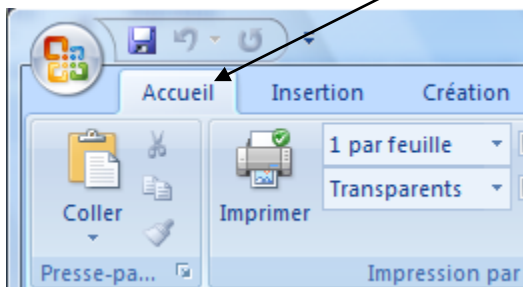 Accueil Insertion Création
1 par feuille
Transparents
Coller Imprimer
Presse-pa... Impression par